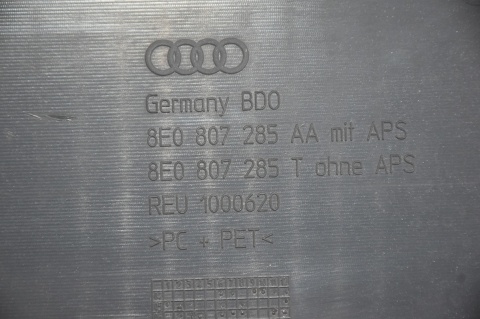 Germany BDO
8E0 807 285 AA mit APS
8E0 807 285 T ohne APS
REU 1000620
>PC + PET<